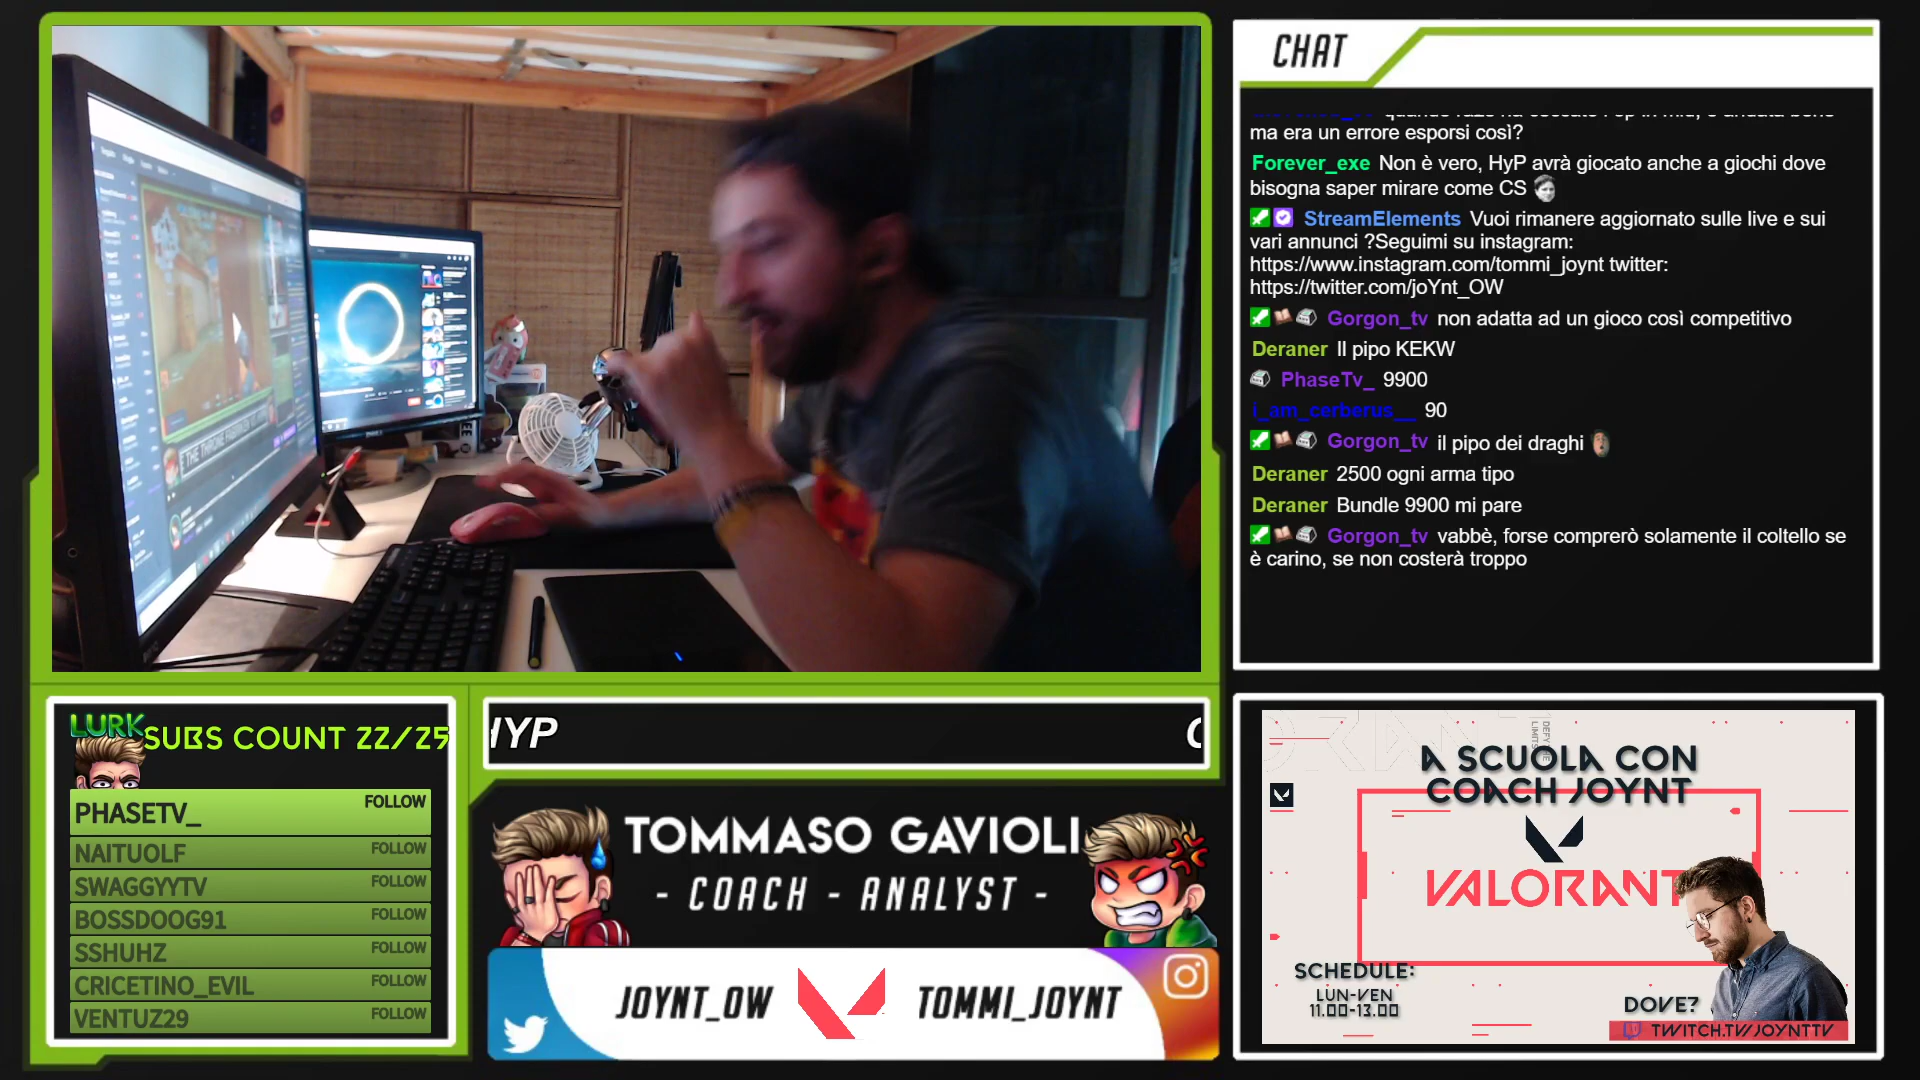 CHAT
ma era un errore esporsi così?
Forever_exe Non è vero, HyP avrà giocato anche a giochi dove
bisogna saper mirare come CS
StreamElements Vuoi rimanere aggiornato sulle live e sui
vari annunci ?Seguimi su instagram:
https://www.instagram.com/tommi_joynt twitter:
https://twitter.com/joYnt_OW
Gorgon_tv non adatta ad un gioco così competitivo
Deraner Il pipo KEKW
PhaseTv_ 9900
i_am_cerberus__ 90
Gorgon_tv il pipo dei draghi
Deraner 2500 ogni arma tipo
Deraner Bundle 9900 mi pare
Gorgon_tv vabbè, forse comprerò solamente il coltello se
è carino, se non costerà troppo
LURK
SUBS COUNT 22/25
PHASETV_ FOLLOW
NAITUOLF FOLLOW
SWAGGYYTV FOLLOW
BOSSDOOG91 FOLLOW
SSHUHZ FOLLOW
CRICETINO_EVIL FOLLOW
VENTUZ29 FOLLOW
HYP
TOMMASO GAVIOLI
- COACH - ANALYST -
JOYNT_OW
TOMMI_JOYNT
A SCUOLA CON
COACH JOYNT
VALORANT
SCHEDULE:
LUN-VEN
11.00-13.00
DOVE?
TWITCH.TV/JOYNTTV